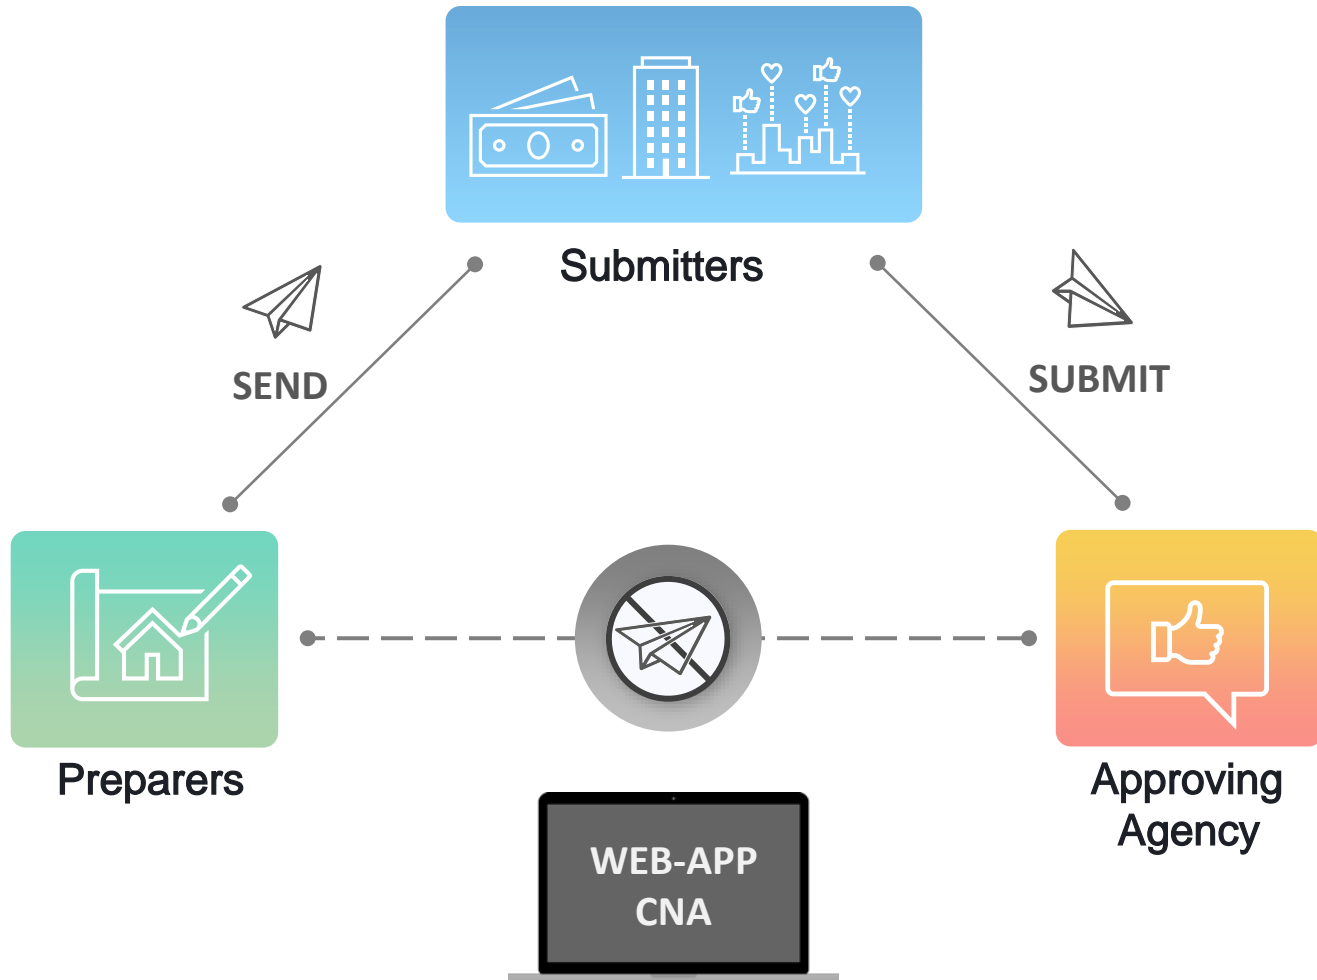 Submitters
SEND
SUBMIT
Preparers
Approving
Agency
WEB-APP
CNA